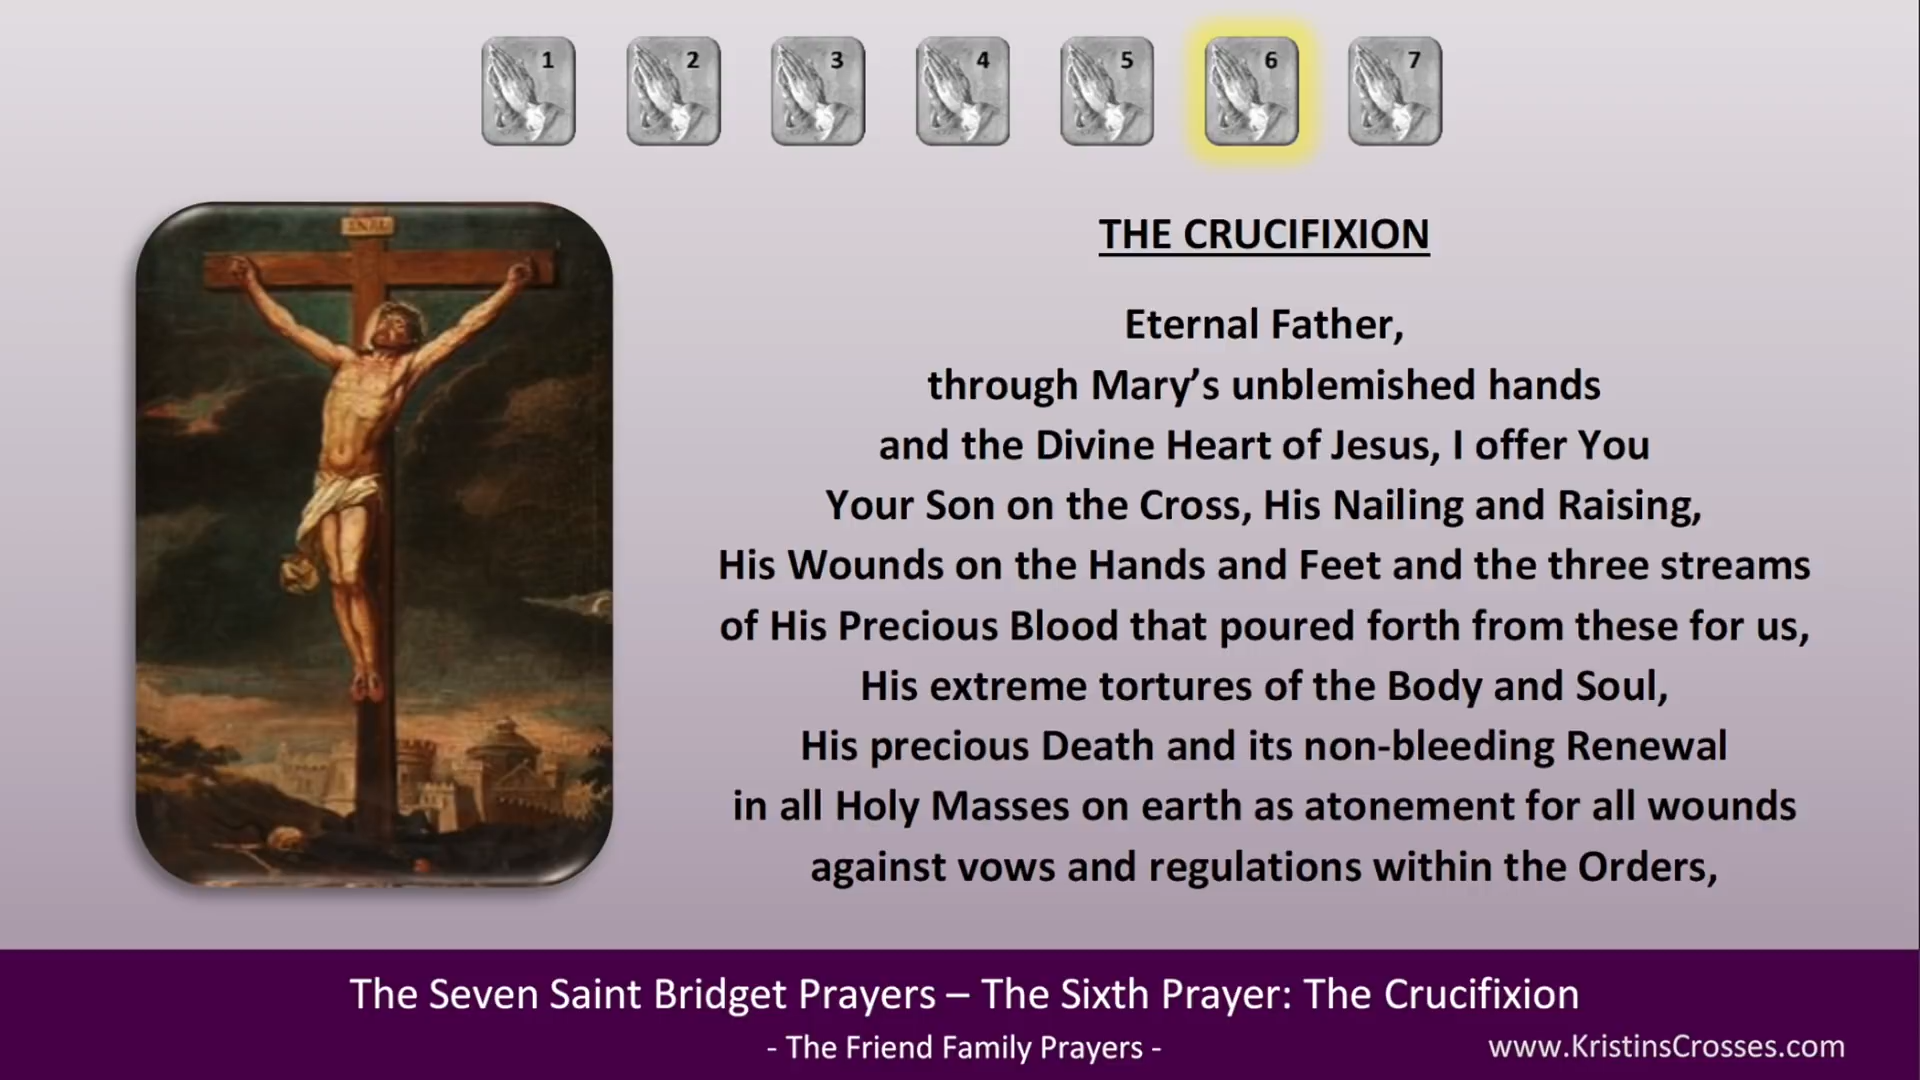 1 2 3 4 5 6 7
INRI
THE CRUCIFIXION
Eternal Father,
through Mary’s unblemished hands
and the Divine Heart of Jesus, I offer You
Your Son on the Cross, His Nailing and Raising,
His Wounds on the Hands and Feet and the three streams
of His Precious Blood that poured forth from these for us,
His extreme tortures of the Body and Soul,
His precious Death and its non-bleeding Renewal
in all Holy Masses on earth as atonement for all wounds
against vows and regulations within the Orders,
The Seven Saint Bridget Prayers – The Sixth Prayer: The Crucifixion
- The Friend Family Prayers -
www.KristinsCrosses.com